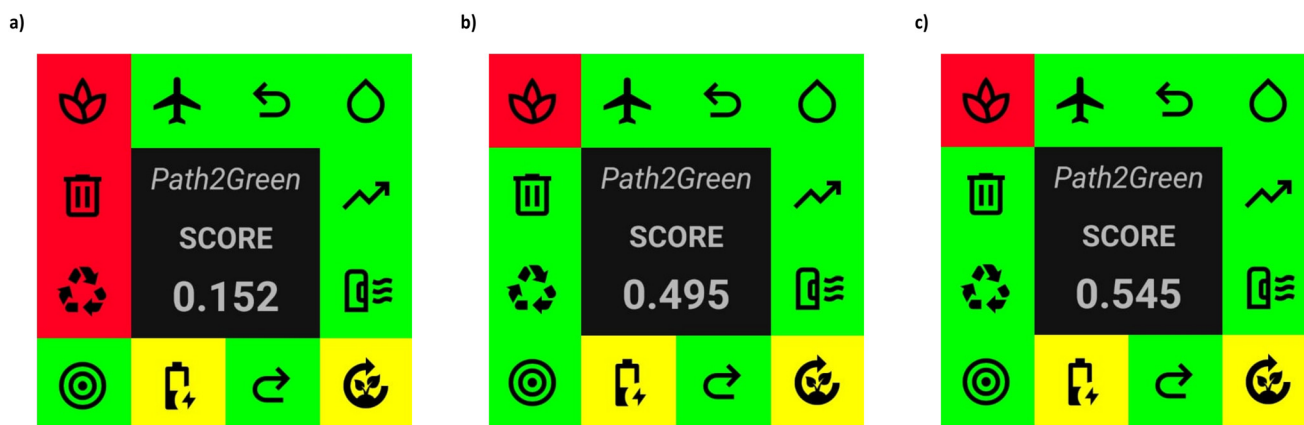 a)
b)
c)
Path2Green
SCORE
0.152
Path2Green
SCORE
0.495
Path2Green
SCORE
0.545